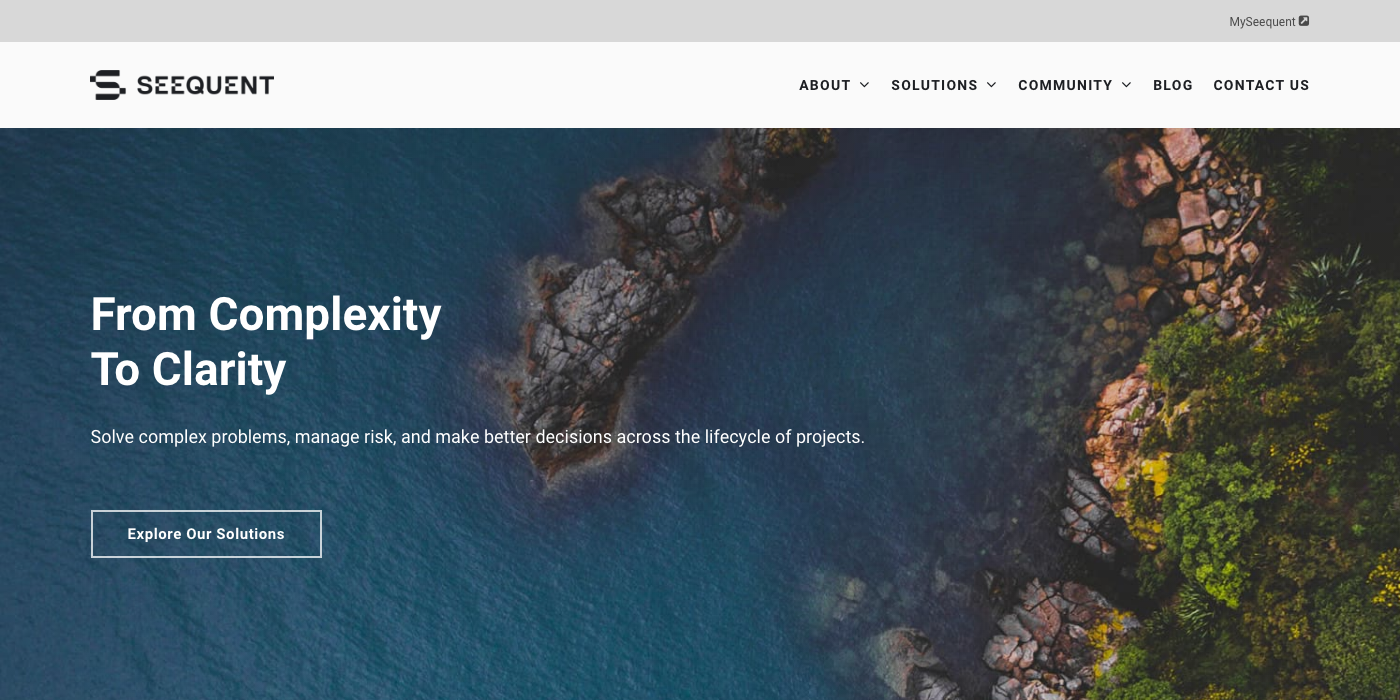 MySeequent
SEEQUENT
ABOUT SOLUTIONS COMMUNITY BLOG CONTACT US
From Complexity
To Clarity
Solve complex problems, manage risk, and make better decisions across the lifecycle of projects.
Explore Our Solutions